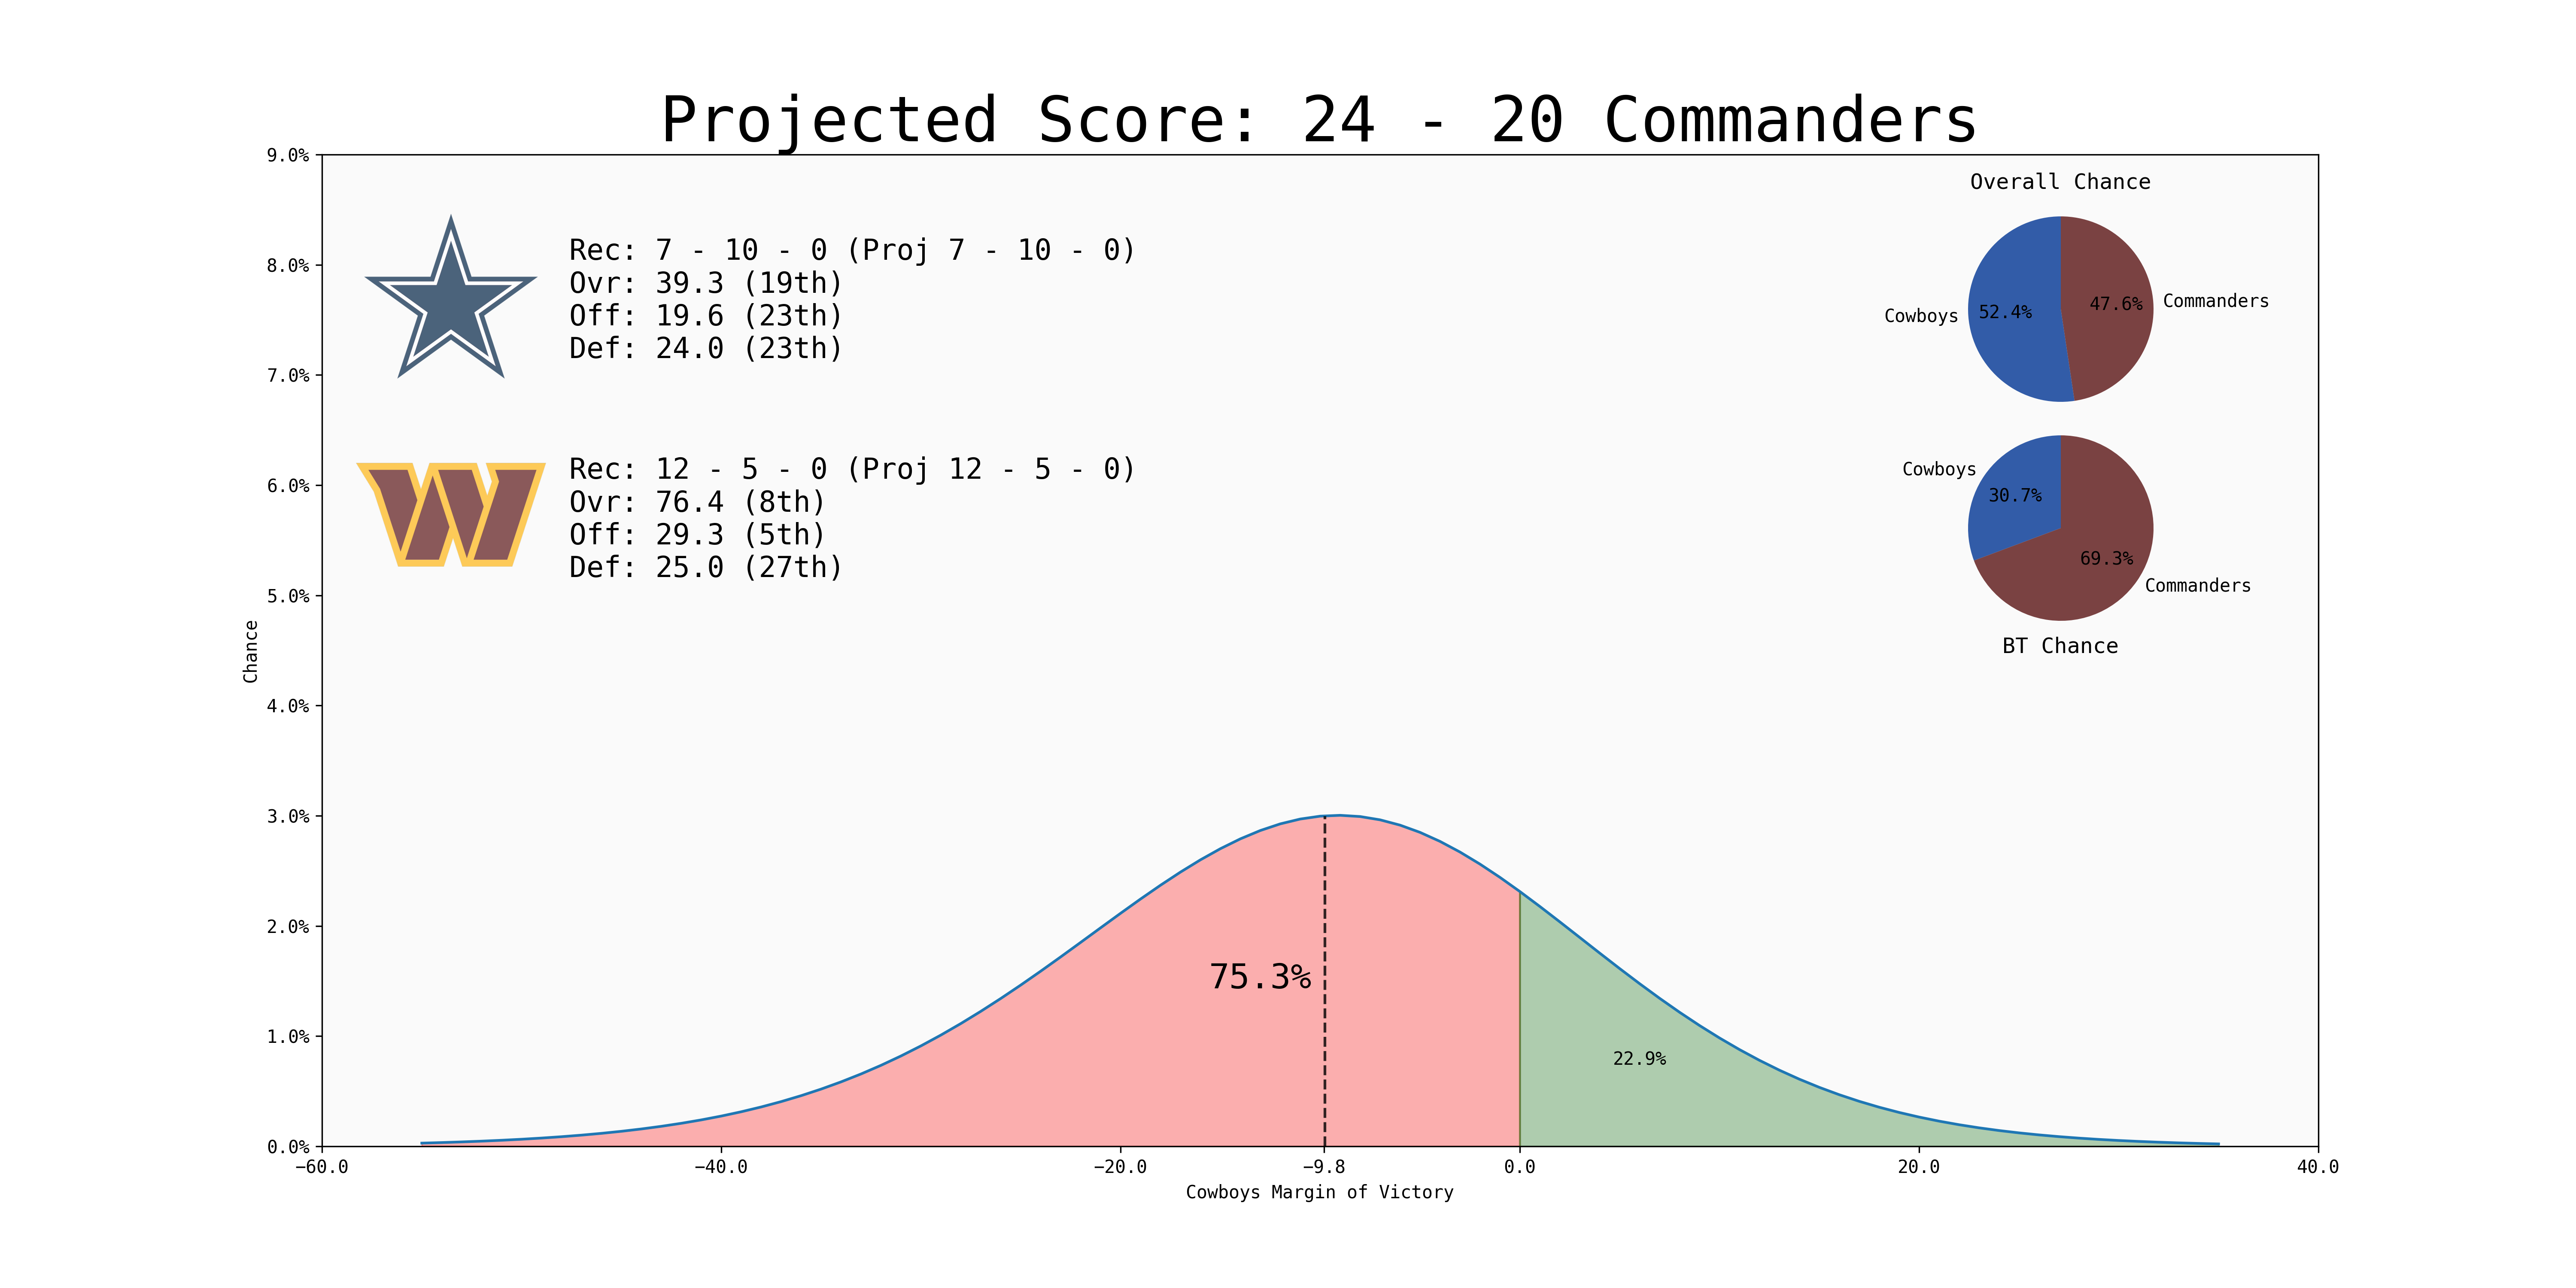 Projected Score: 24 - 20 Commanders
9.0%
8.0%
7.0%
6.0%
5.0%
4.0%
3.0%
2.0%
1.0%
0.0%
Chance
Rec: 7 - 10 - 0 (Proj 7 - 10 - 0)
Ovr: 39.3 (19th)
Off: 19.6 (23th)
Def: 24.0 (23th)
Rec: 12 - 5 - 0 (Proj 12 - 5 - 0)
Ovr: 76.4 (8th)
Off: 29.3 (5th)
Def: 25.0 (27th)
Overall Chance
Cowboys 52.4% 47.6% Commanders
Cowboys
30.7%
69.3%
Commanders
BT Chance
75.3%
22.9%
−60.0 −40.0 −20.0 −9.8 0.0 20.0 40.0
Cowboys Margin of Victory